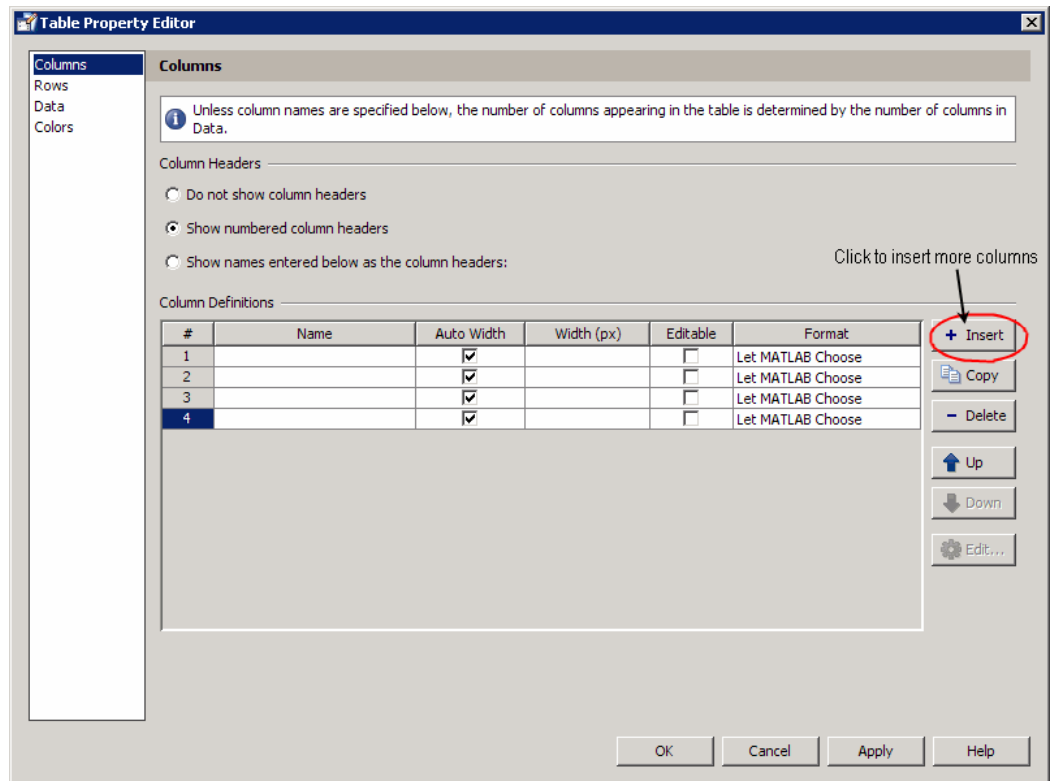 Table Property Editor
Columns
Rows
Data
Colors
Columns
Unless column names are specified below, the number of columns appearing in the table is determined by the number of columns in
Data.
Column Headers
Do not show column headers
Show numbered column headers
Show names entered below as the column headers:
Click to insert more columns
Column Definitions
# Name Auto Width Width (px) Editable Format
1 Let MATLAB Choose
2 Let MATLAB Choose
3 Let MATLAB Choose
4 Let MATLAB Choose
+ Insert
Copy
- Delete
Up
Down
Edit...
OK Cancel Apply Help